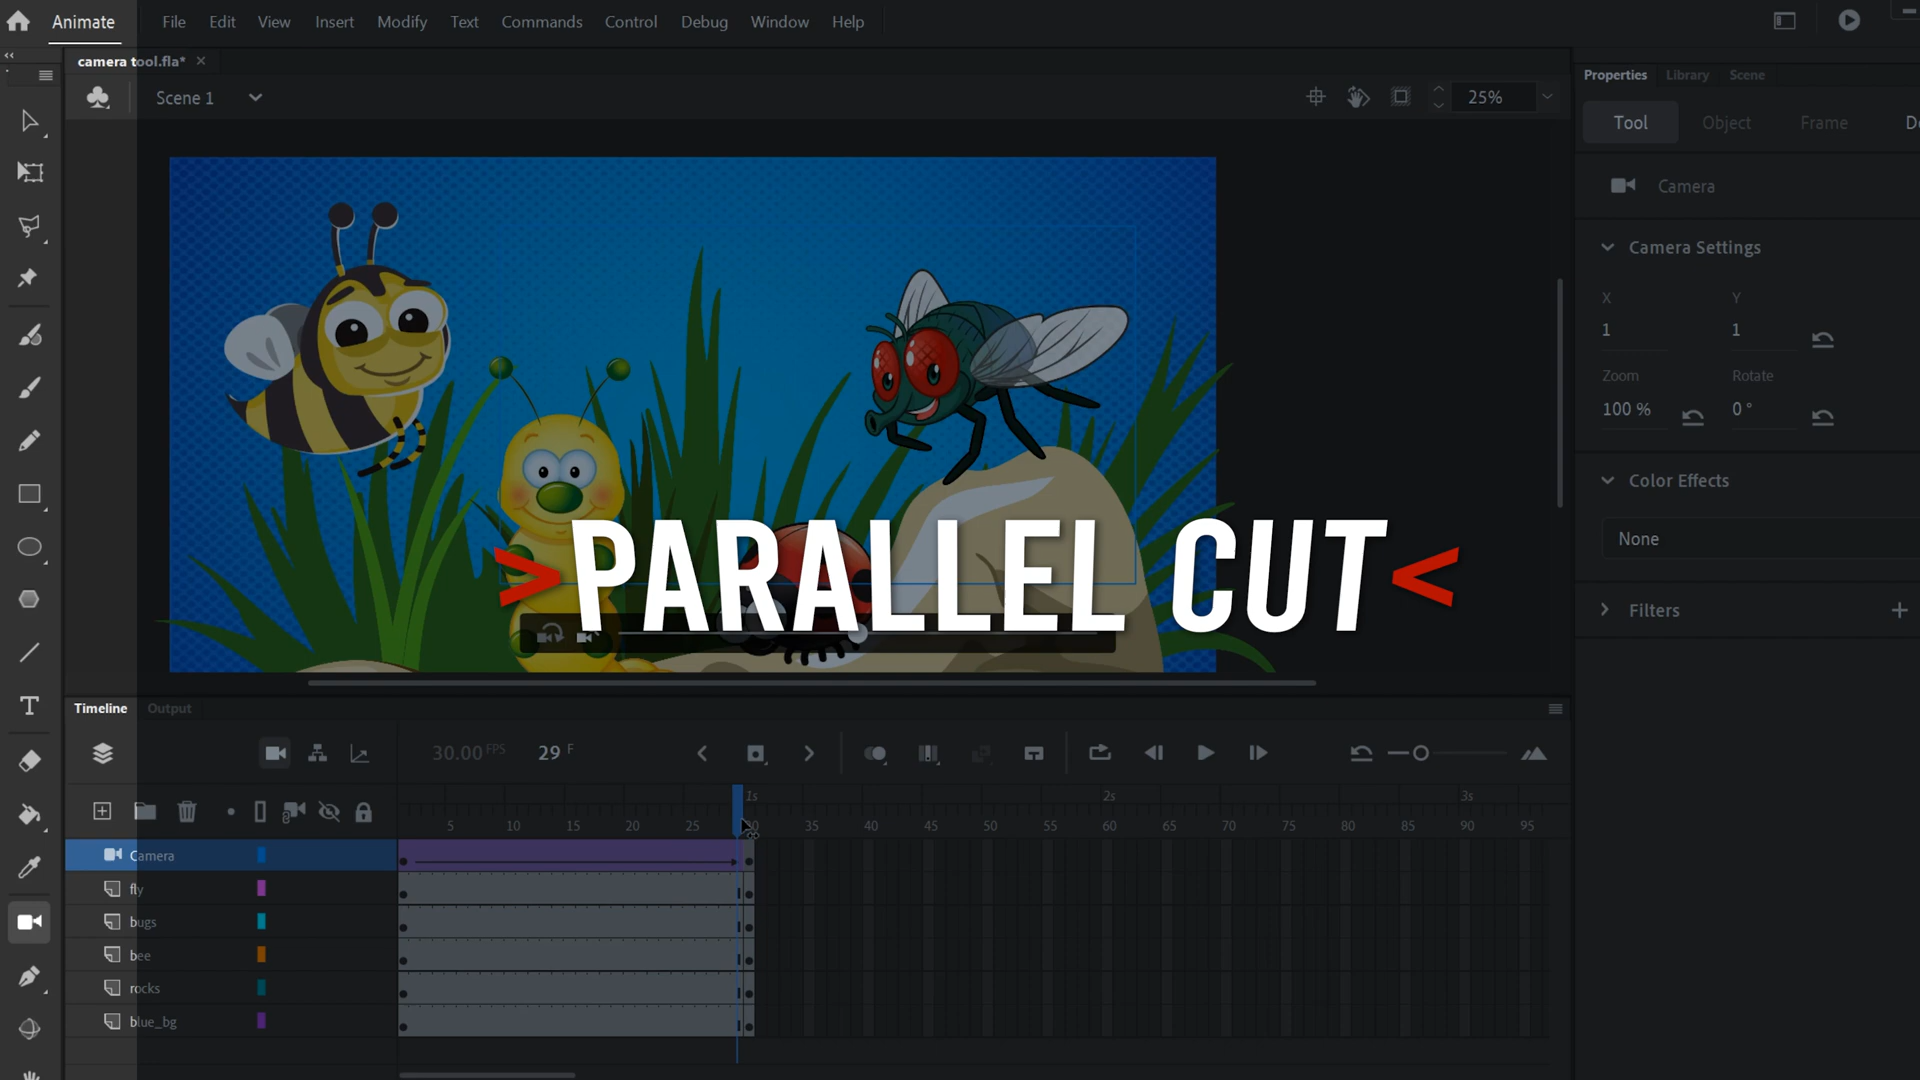 Animate File Edit View Insert Modify Text Commands Control Debug Window Help
camera tool.fla*
Properties Library Scene
Scene 1
25%
Tool Object Frame
Camera
Camera Settings
X Y
1 1
Zoom Rotate
100 % 0 °
Color Effects
None
Filters
>PARALLEL CUT<
Timeline Output
30.00 FPS 29 F
1s 2s 3s
5 10 15 20 25 30 35 40 45 50 55 60 65 70 75 80 85 90 95
Camera
fly
bugs
bee
rocks
blue_bg